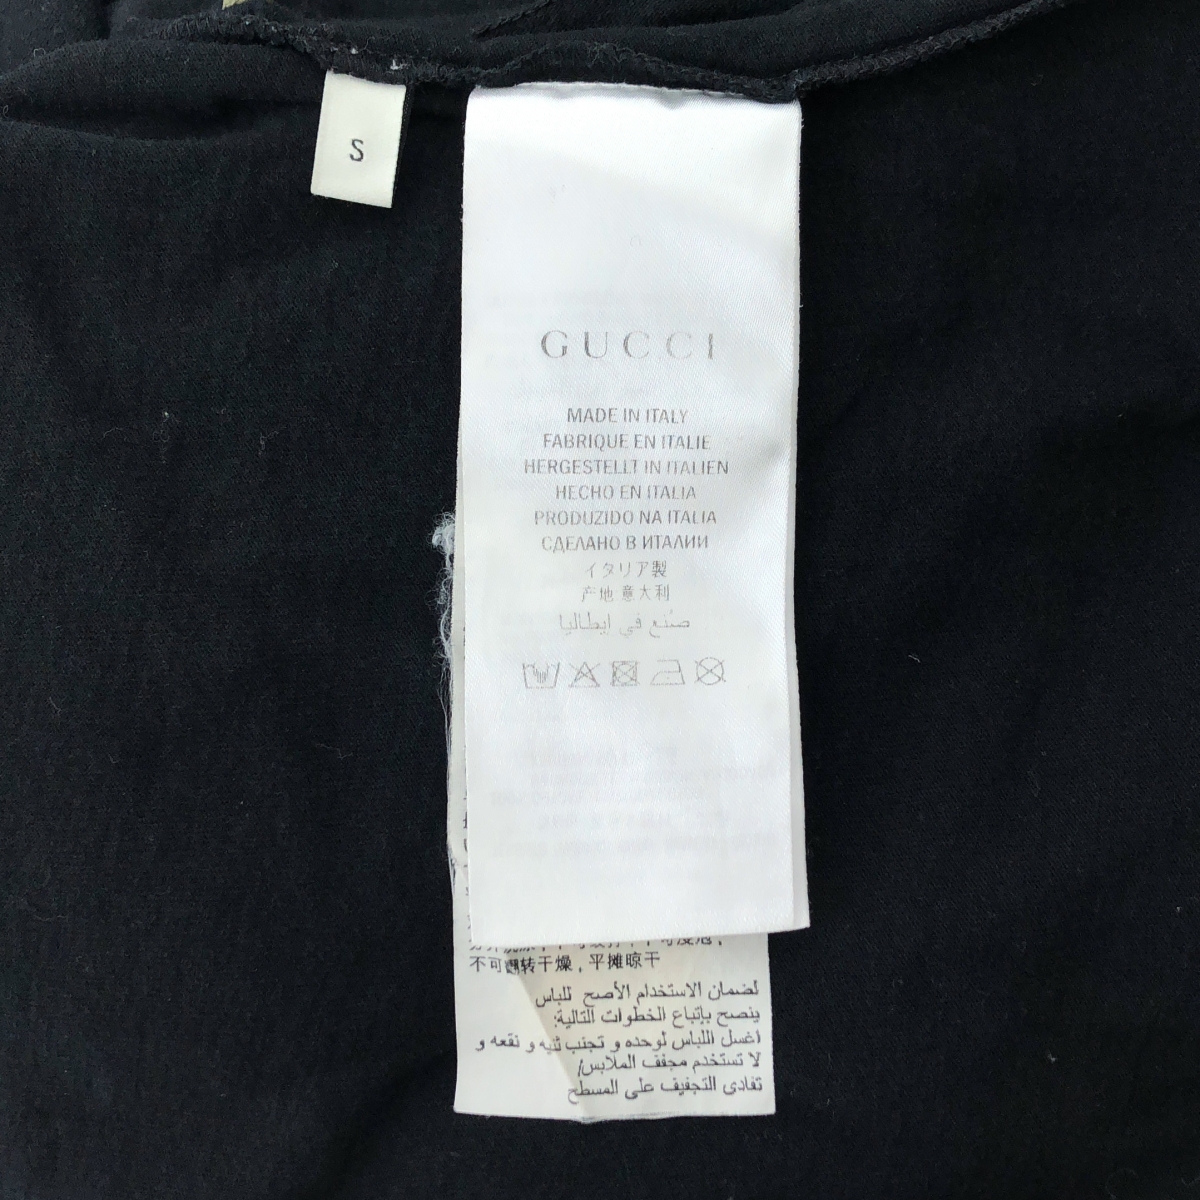 S
GUCCI
MADE IN ITALY
FABRIQUE EN ITALIE
HERGESTELLT IN ITALIEN
HECHO EN ITALIA
PRODUZIDO NA ITALIA
СДЕЛАНО В ИТАЛИИ
イタリア製
产地 意大利
صنع في ايطاليا
不可翻转干燥，平摊晾干
لضمان الاستخدام الأصح للباس
ينصح بإتباع الخطوات التالية:
أغسل اللباس لوحده و تجنب ثنيه و نقعه و
لا تستخدم مجفف الملابس/
تفادى التجفيف على المسطح